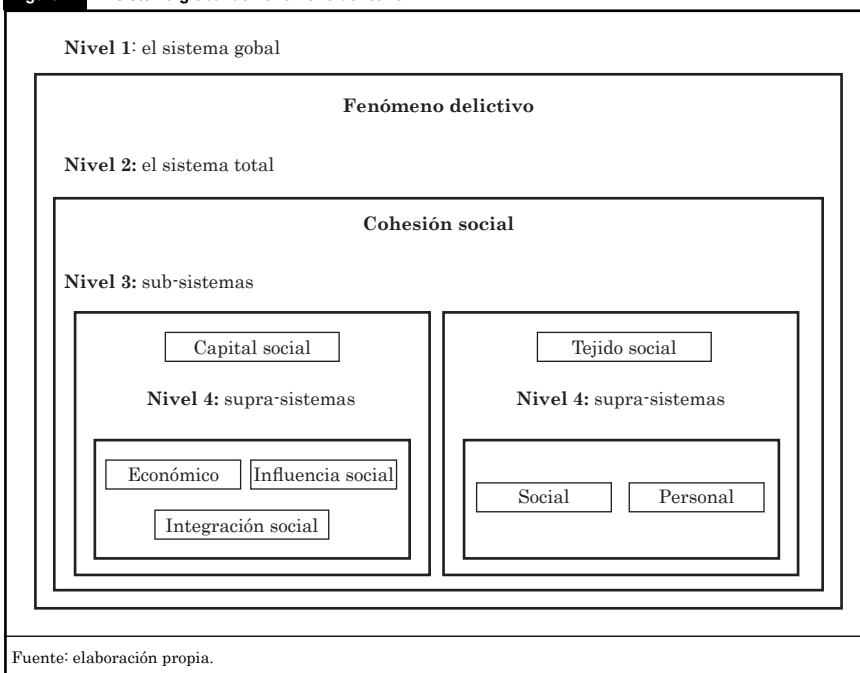 Nivel 1: el sistema gobal
Fenómeno delictivo
Nivel 2: el sistema total
Cohesión social
Nivel 3: sub-sistemas
Capital social
Tejido social
Nivel 4: supra-sistemas
Nivel 4: supra-sistemas
Económico
Influencia social
Integración social
Social
Personal
Fuente: elaboración propia.